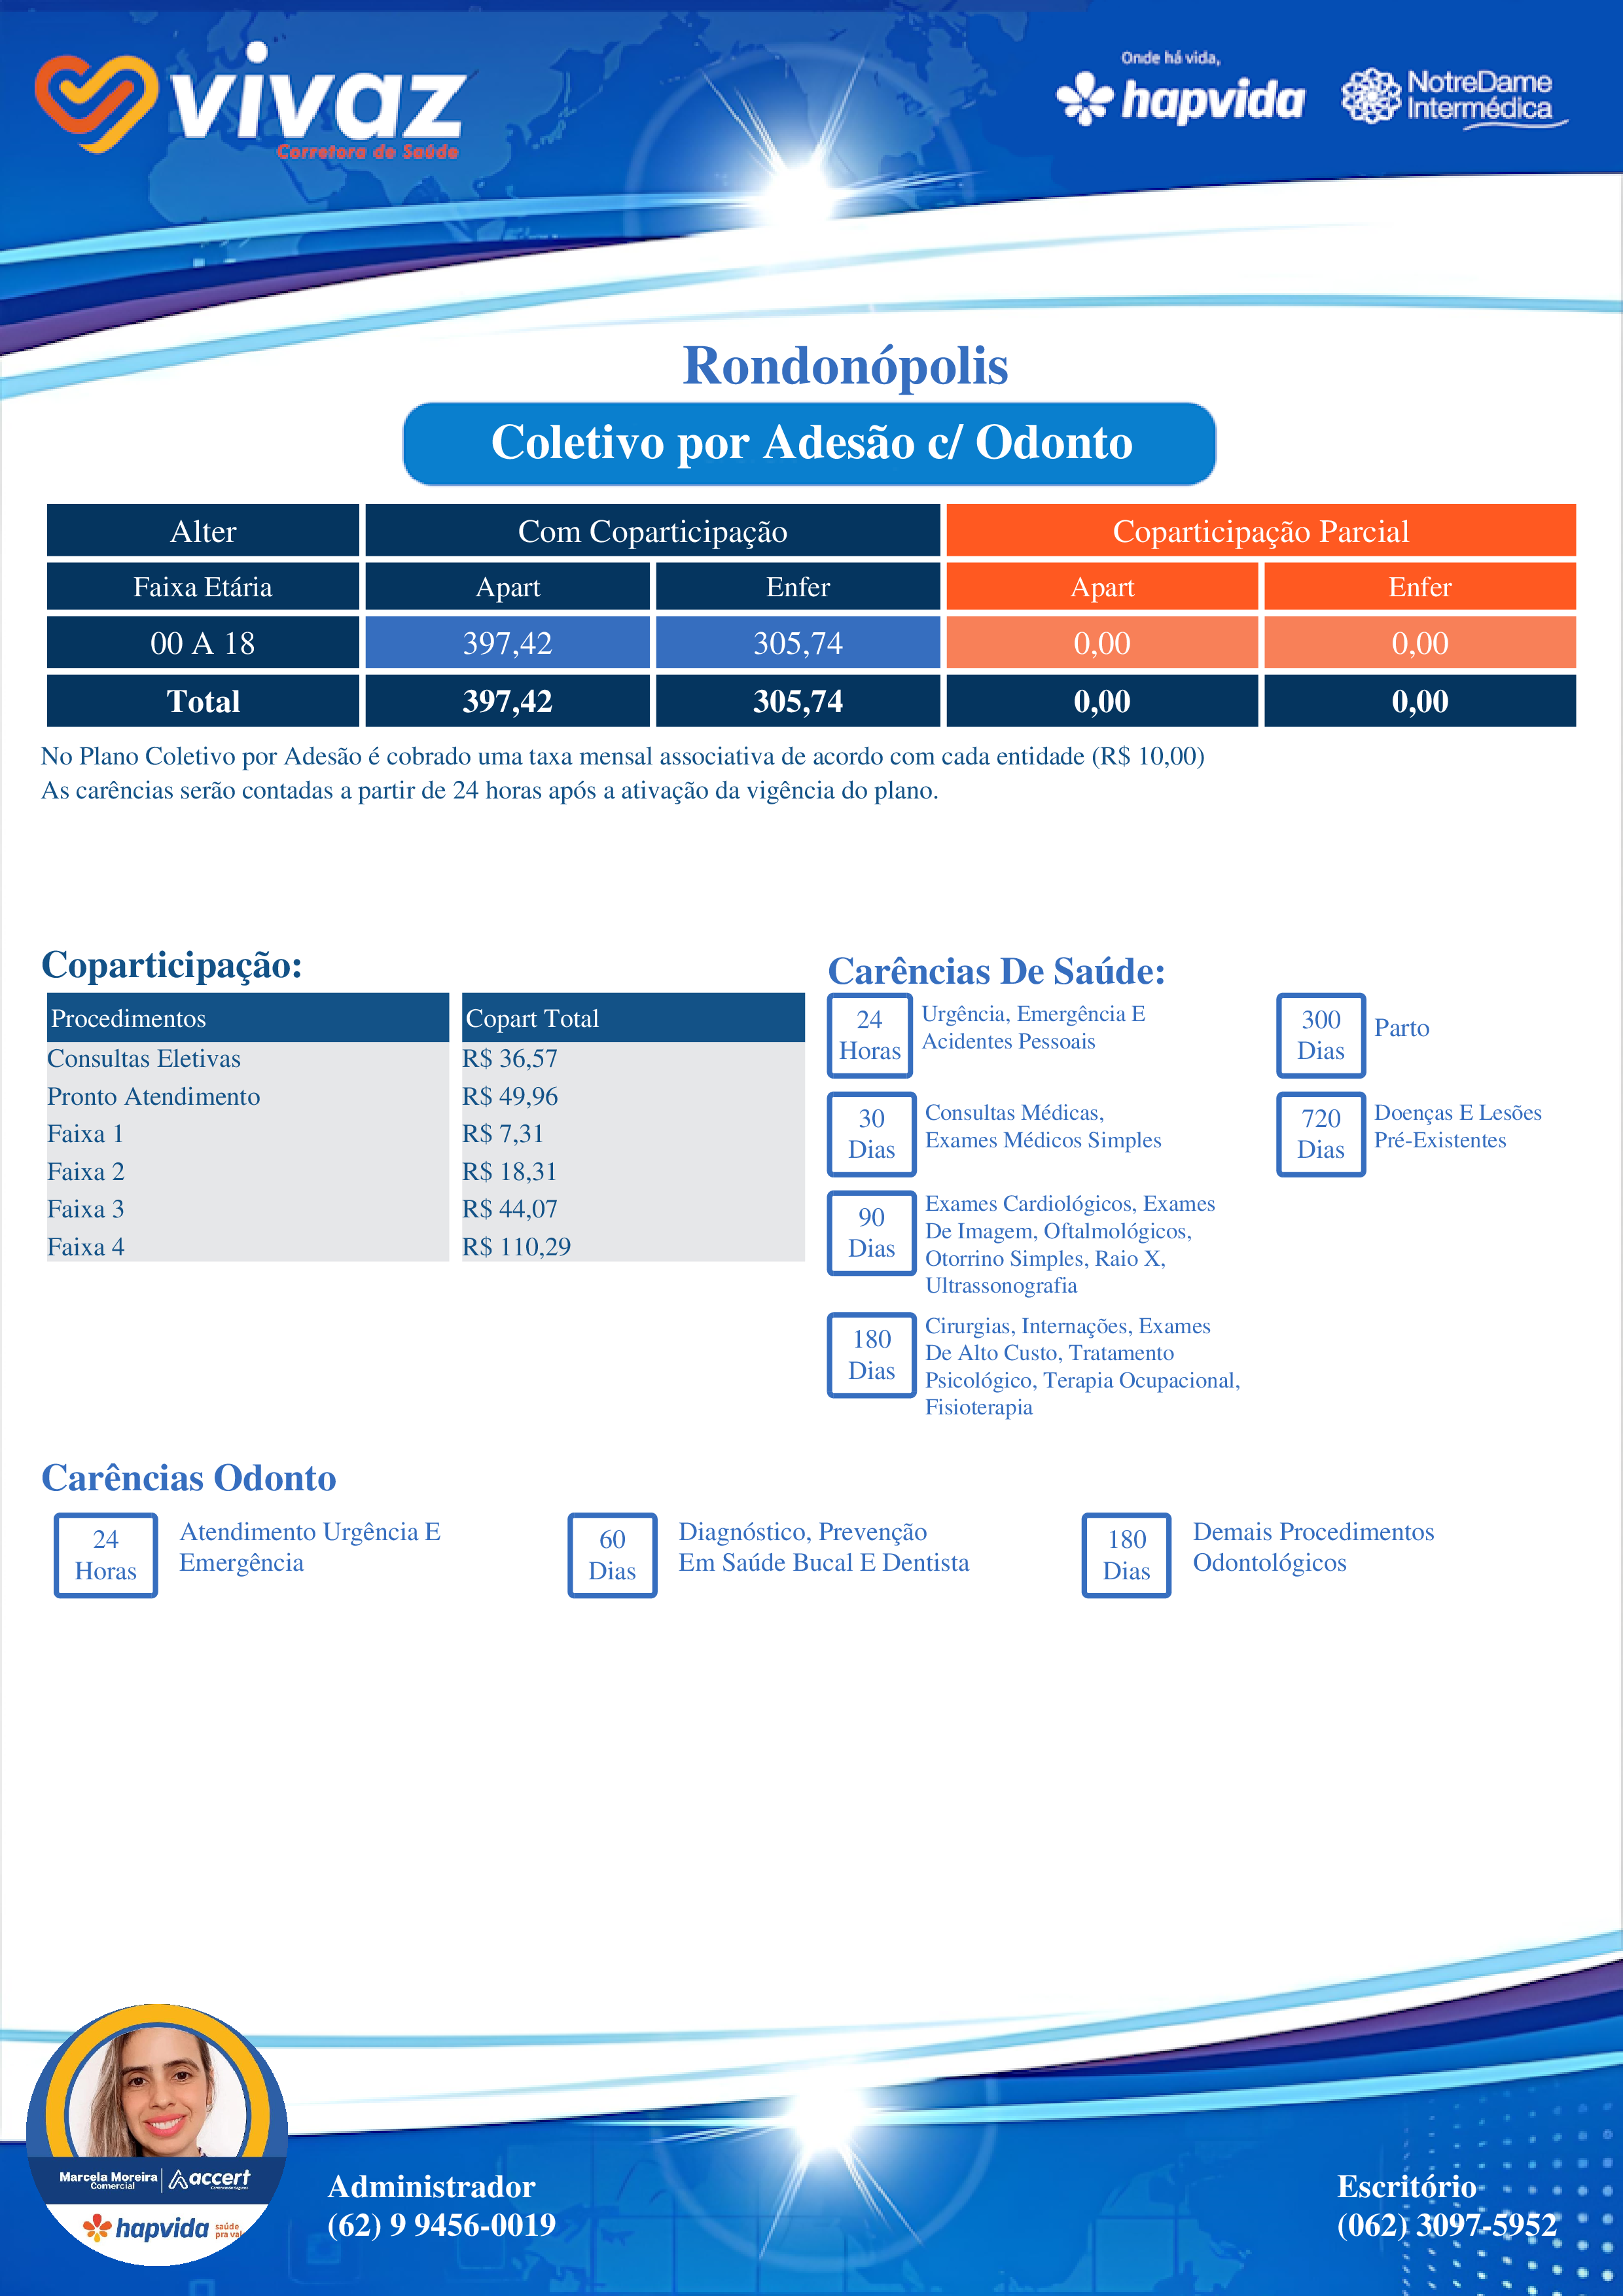 vivaz
Corretora de Saúde
Onde há vida,
hapvida
NotreDame
Intermédica
Rondonópolis
Coletivo por Adesão c/ Odonto
Alter Com Coparticipação Coparticipação Parcial
Faixa Etária Apart Enfer Apart Enfer
00 A 18 397,42 305,74 0,00 0,00
Total 397,42 305,74 0,00 0,00
No Plano Coletivo por Adesão é cobrado uma taxa mensal associativa de acordo com cada entidade (R$ 10,00)
As carências serão contadas a partir de 24 horas após a ativação da vigência do plano.
Coparticipação:
Procedimentos Copart Total
Consultas Eletivas R$ 36,57
Pronto Atendimento R$ 49,96
Faixa 1 R$ 7,31
Faixa 2 R$ 18,31
Faixa 3 R$ 44,07
Faixa 4 R$ 110,29
Carências De Saúde:
24
Horas
Urgência, Emergência E
Acidentes Pessoais
30
Dias
Consultas Médicas,
Exames Médicos Simples
90
Dias
Exames Cardiológicos, Exames
De Imagem, Oftalmológicos,
Otorrino Simples, Raio X,
Ultrassonografia
180
Dias
Cirurgias, Internações, Exames
De Alto Custo, Tratamento
Psicológico, Terapia Ocupacional,
Fisioterapia
300
Dias
Parto
720
Dias
Doenças E Lesões
Pré-Existentes
Carências Odonto
24
Horas
Atendimento Urgência E
Emergência
60
Dias
Diagnóstico, Prevenção
Em Saúde Bucal E Dentista
180
Dias
Demais Procedimentos
Odontológicos
Marcela Moreira
Comercial
accert
hapvida
saúde
pra val
Administrador
(62) 9 9456-0019
Escritório
(062) 3097-5952